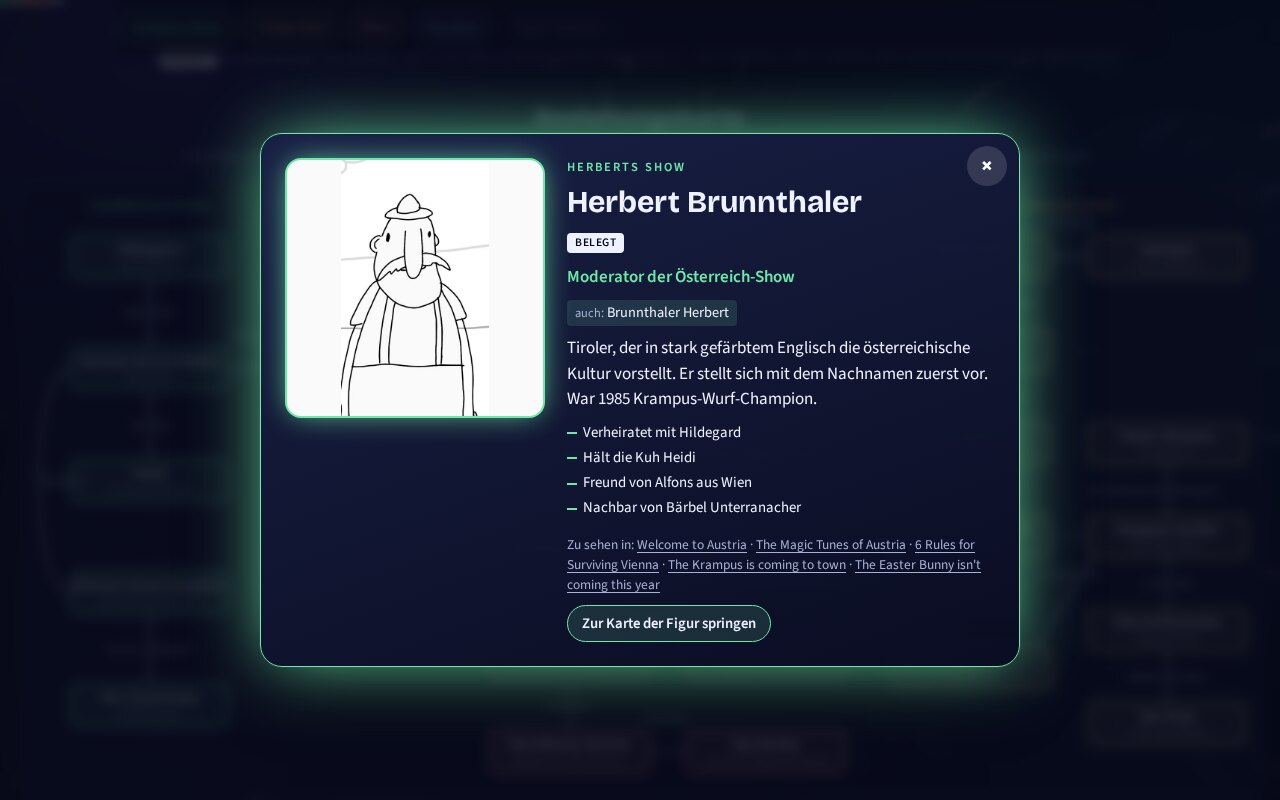 HERBERTS SHOW
Herbert Brunnthaler
BELEGT
Moderator der Österreich-Show
auch: Brunnthaler Herbert
Tiroler, der in stark gefärbtem Englisch die österreichische
Kultur vorstellt. Er stellt sich mit dem Nachnamen zuerst vor.
War 1985 Krampus-Wurf-Champion.
Verheiratet mit Hildegard
Hält die Kuh Heidi
Freund von Alfons aus Wien
Nachbar von Bärbel Unterranacher
Zu sehen in: Welcome to Austria · The Magic Tunes of Austria · 6 Rules for
Surviving Vienna · The Krampus is coming to town · The Easter Bunny isn't
coming this year
Zur Karte der Figur springen